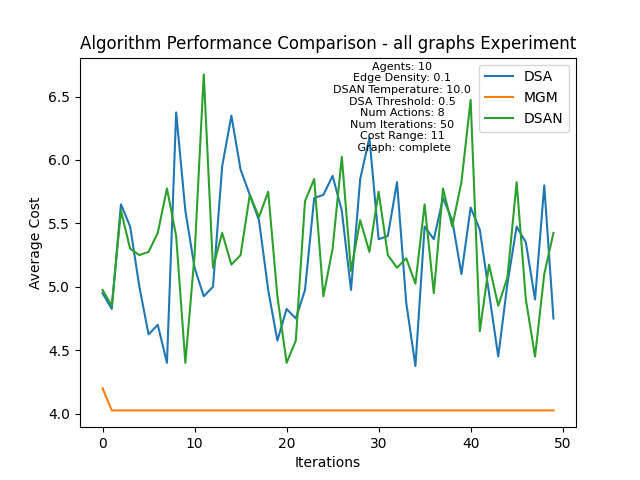 Algorithm Performance Comparison - all graphs Experiment
Agents: 10
Edge Density: 0.1
DSAN Temperature: 10.0
DSA Threshold: 0.5
Num Actions: 8
Num Iterations: 50
Cost Range: 11
Graph: complete
DSA
MGM
DSAN
Average Cost
6.5
6.0
5.5
5.0
4.5
4.0
0 10 20 30 40 50
Iterations